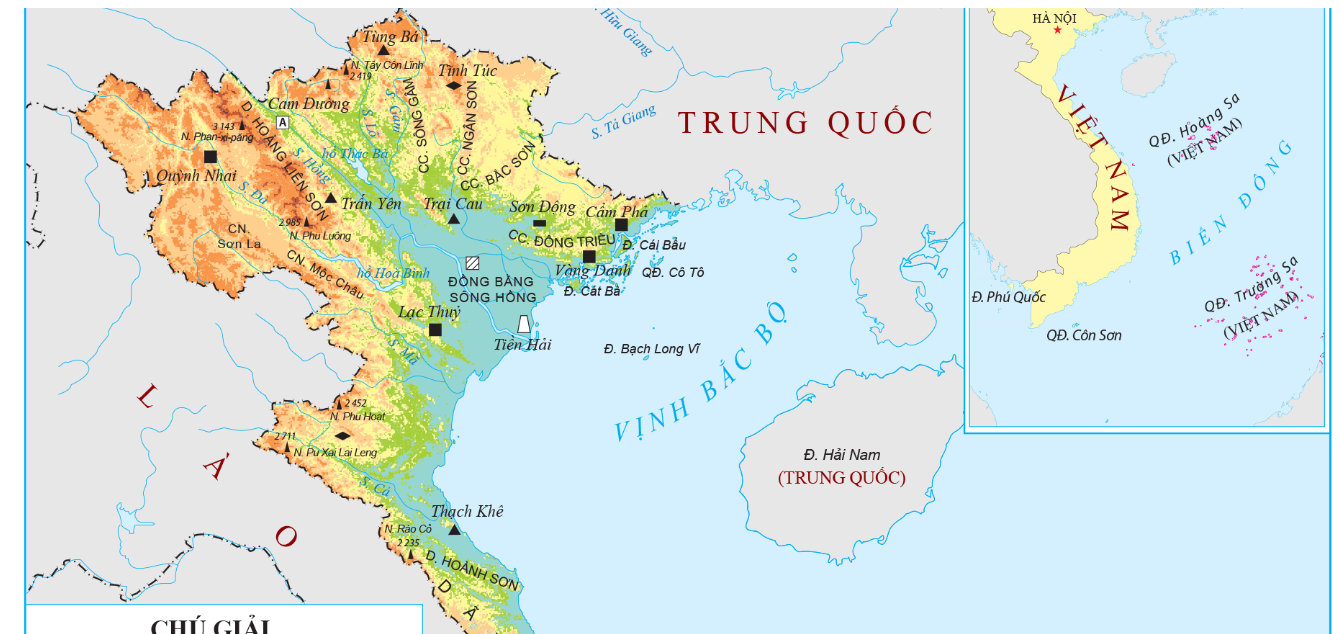 S. Hữu Giang
Tùng Bá
N. Tây Côn Lĩnh
2 419
Tĩnh Túc
Cam Đường
A
S. Lô
S. Gâm
CC. SÔNG GÂM
CC. NGÂN SƠN
CC. BẮC SƠN
S. Tả Giang
TRUNG QUỐC
D. HOÀNG LIÊN SƠN
3 143
N. Phan-xi-păng
Quỳnh Nhai
hồ Thác Bà
S. Hồng
S. Đà
Trấn Yên
Trại Cau
Sơn Động
Cẩm Phả
2 985
N. Phu Luông
CN.
Sơn La
CN. Mộc Châu
CC. ĐÔNG TRIỀU
Đ. Cái Bầu
Vàng Danh
QĐ. Cô Tô
Đ. Cát Bà
hồ Hoà Bình
ĐỒNG BẰNG
SÔNG HỒNG
Lạc Thuỷ
Tiền Hải
S. Mã
Đ. Bạch Long Vĩ
VỊNH BẮC BỘ
LÀO
2 452
N. Phu Hoạt
2 711
N. Pu Xai Lai Leng
S. Cả
Thạch Khê
N. Rào Cỏ
2 235
D. HOÀNH SƠN
D Ã
Đ. Hải Nam
(TRUNG QUỐC)
HÀ NỘI
VIỆT NAM
QĐ. Hoàng Sa
(VIỆT NAM)
BIỂN ĐÔNG
QĐ. Trường Sa
(VIỆT NAM)
Đ. Phú Quốc
QĐ. Côn Sơn
CHÚ GIẢI